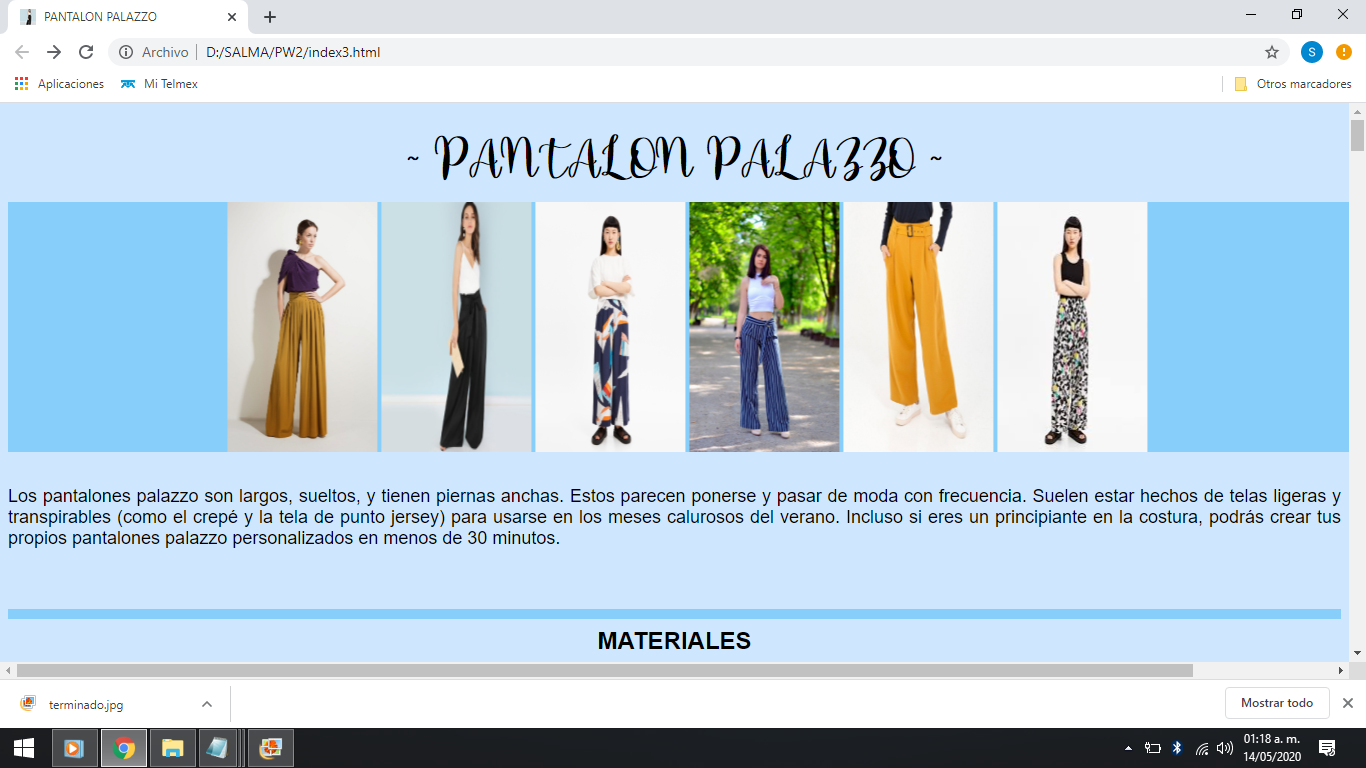 PANTALON PALAZZO
Archivo
D:/SALMA/PW2/index3.html
S
Aplicaciones
Mi Telmex
Otros marcadores
~ PANTALON PALAZZO ~
Los pantalones palazzo son largos, sueltos, y tienen piernas anchas. Estos parecen ponerse y pasar de moda con frecuencia. Suelen estar hechos de telas ligeras y
transpirables (como el crepé y la tela de punto jersey) para usarse en los meses calurosos del verano. Incluso si eres un principiante en la costura, podrás crear tus
propios pantalones palazzo personalizados en menos de 30 minutos.
MATERIALES
terminado.jpg
Mostrar todo
01:18 a. m.
14/05/2020